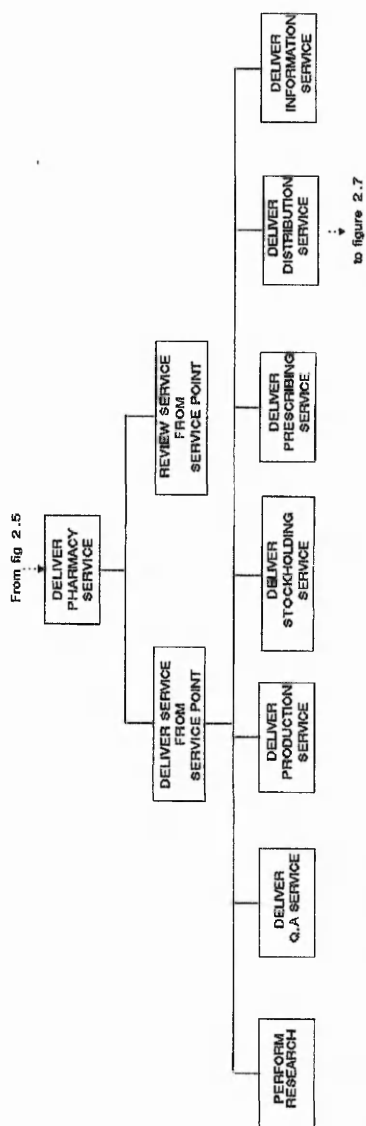 From fig 2.5
DELIVER
PHARMACY
SERVICE
DELIVER SERVICE
FROM
SERVICE POINT
REVIEW SERVICE
FROM
SERVICE POINT
PERFORM
RESEARCH
DELIVER
Q.A SERVICE
DELIVER
PRODUCTION
SERVICE
DELIVER
STOCKHOLDING
SERVICE
DELIVER
PRESCRIBING
SERVICE
DELIVER
DISTRIBUTION
SERVICE
DELIVER
INFORMATION
SERVICE
to figure 2.7